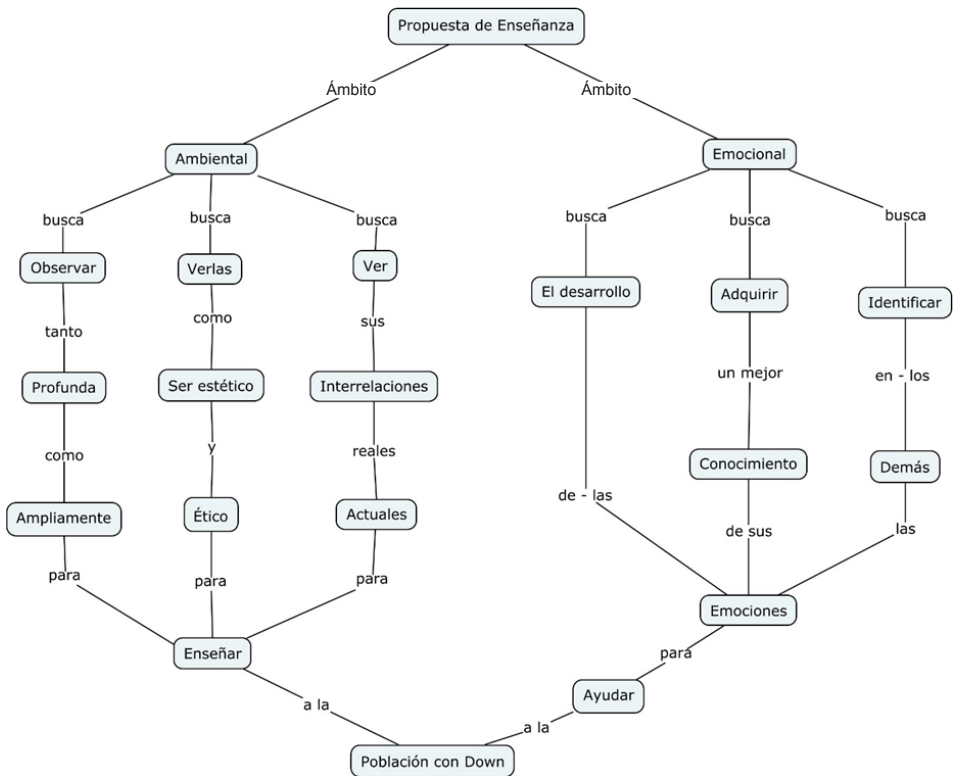 Propuesta de Enseñanza
Ámbito
Ámbito
Ambiental
Emocional
busca
busca
busca
busca
busca
busca
Observar
Verlas
Ver
El desarrollo
Adquirir
Identificar
tanto
como
sus
un mejor
en - los
Profunda
Ser estético
Interrelaciones
como
y
reales
Conocimiento
Demás
de - las
Ampliamente
Ético
Actuales
de sus
las
para
para
para
Emociones
Enseñar
pará
Ayudar
a la
a la
Población con Down